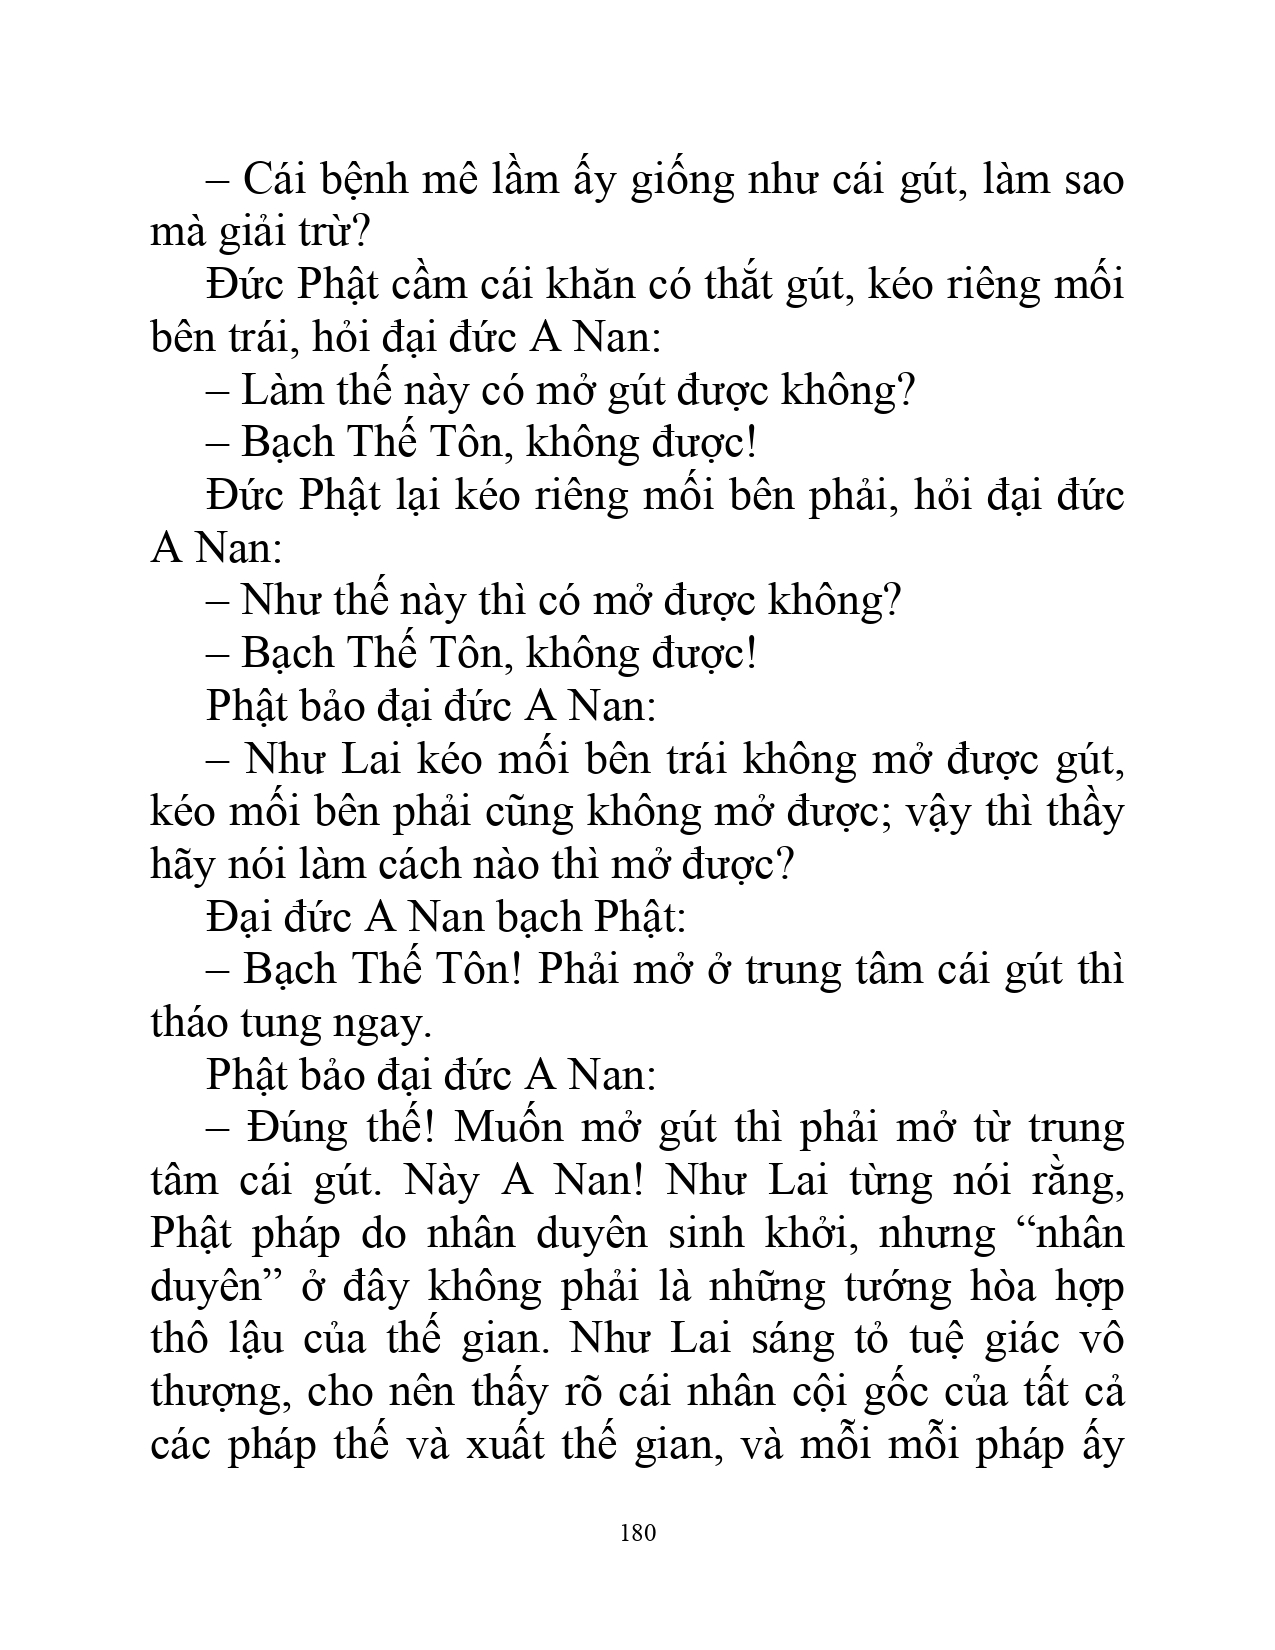 – Cái bệnh mê lầm ấy giống như cái gút, làm sao
mà giải trừ?
Đức Phật cầm cái khăn có thắt gút, kéo riêng mối
bên trái, hỏi đại đức A Nan:
– Làm thế này có mở gút được không?
– Bạch Thế Tôn, không được!
Đức Phật lại kéo riêng mối bên phải, hỏi đại đức
A Nan:
– Như thế này thì có mở được không?
– Bạch Thế Tôn, không được!
Phật bảo đại đức A Nan:
– Như Lai kéo mối bên trái không mở được gút,
kéo mối bên phải cũng không mở được; vậy thì thầy
hãy nói làm cách nào thì mở được?
Đại đức A Nan bạch Phật:
– Bạch Thế Tôn! Phải mở ở trung tâm cái gút thì
tháo tung ngay.
Phật bảo đại đức A Nan:
– Đúng thế! Muốn mở gút thì phải mở từ trung
tâm cái gút. Này A Nan! Như Lai từng nói rằng,
Phật pháp do nhân duyên sinh khởi, nhưng “nhân
duyên” ở đây không phải là những tướng hòa hợp
thô lậu của thế gian. Như Lai sáng tỏ tuệ giác vô
thượng, cho nên thấy rõ cái nhân cội gốc của tất cả
các pháp thế và xuất thế gian, và mỗi mỗi pháp ấy
180